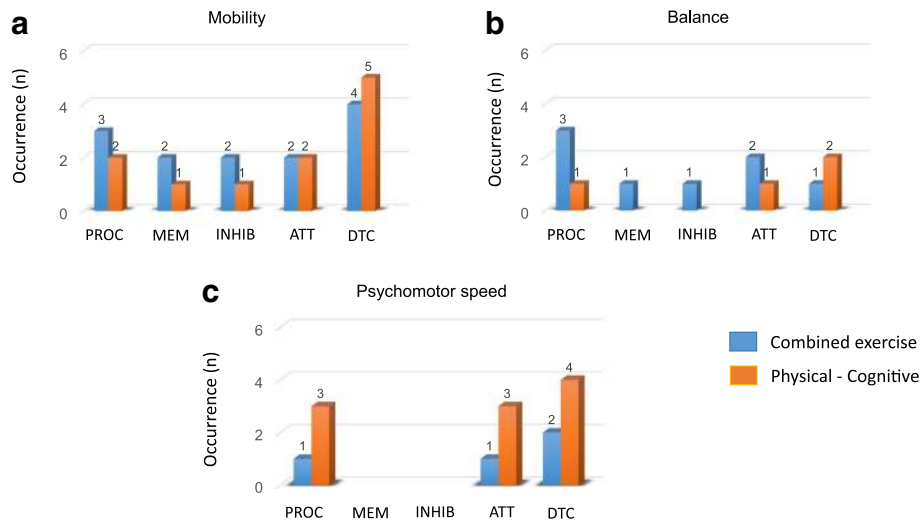 a
Mobility
Occurrence (n)
6
4
2
0
3
2
2
1
2
1
2
2
4
5
PROC MEM INHIB ATT DTC
b
Balance
Occurrence (n)
6
4
2
0
3
1
1
1
2
1
1
2
PROC MEM INHIB ATT DTC
c
Psychomotor speed
Occurrence (n)
6
4
2
0
1
3
1
3
2
4
PROC MEM INHIB ATT DTC
Combined exercise
Physical - Cognitive